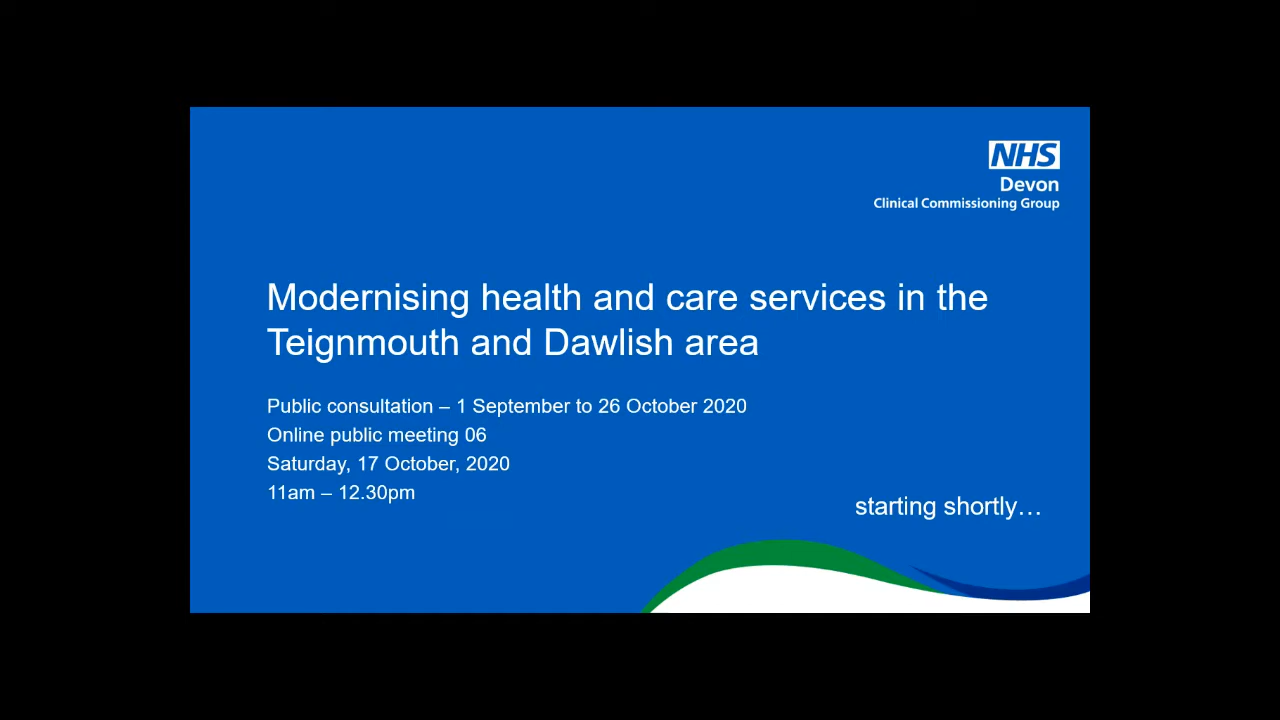 NHS
Devon
Clinical Commissioning Group
Modernising health and care services in the
Teignmouth and Dawlish area
Public consultation – 1 September to 26 October 2020
Online public meeting 06
Saturday, 17 October, 2020
11am – 12.30pm
starting shortly…